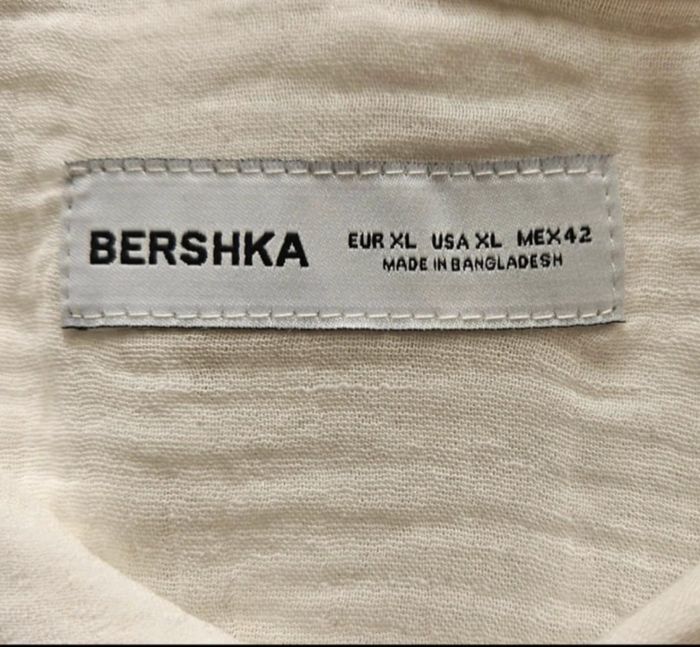 BERSHKA
EUR XL USA XL MEX 42
MADE IN BANGLADESH